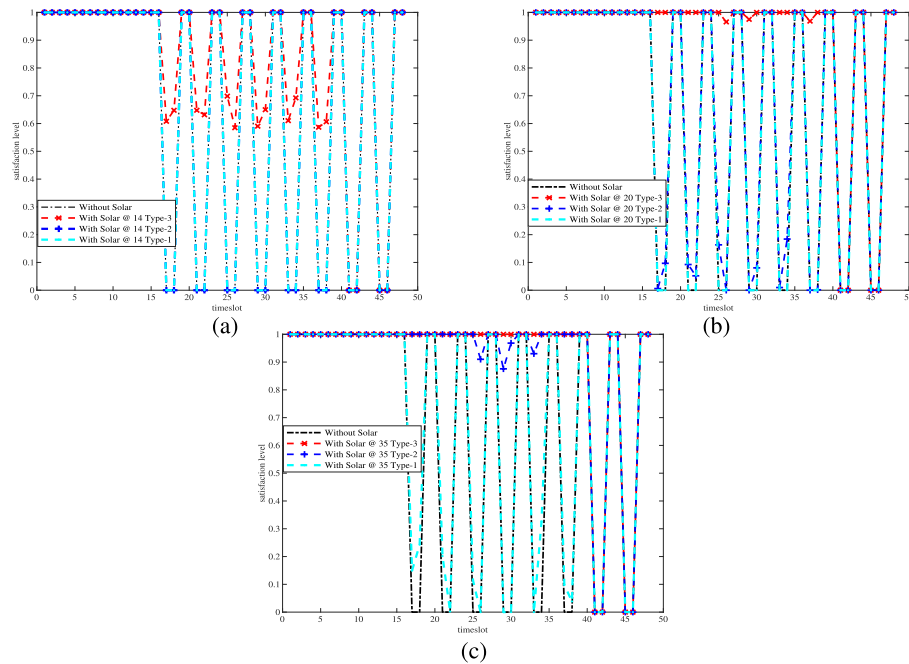 1
0.9
0.8
0.7
0.6
0.5
0.4
0.3
0.2
0.1
0
satisfaction level
Without Solar
With Solar @ 14 Type-3
With Solar @ 14 Type-2
With Solar @ 14 Type-1
0 5 10 15 20 25 30 35 40 45 50
timeslot
(a)
1
0.9
0.8
0.7
0.6
0.5
0.4
0.3
0.2
0.1
0
satisfaction level
Without Solar
With Solar @ 20 Type-3
With Solar @ 20 Type-2
With Solar @ 20 Type-1
0 5 10 15 20 25 30 35 40 45 50
timeslot
(b)
1
0.9
0.8
0.7
0.6
0.5
0.4
0.3
0.2
0.1
0
satisfaction level
Without Solar
With Solar @ 35 Type-3
With Solar @ 35 Type-2
With Solar @ 35 Type-1
0 5 10 15 20 25 30 35 40 45 50
timeslot
(c)